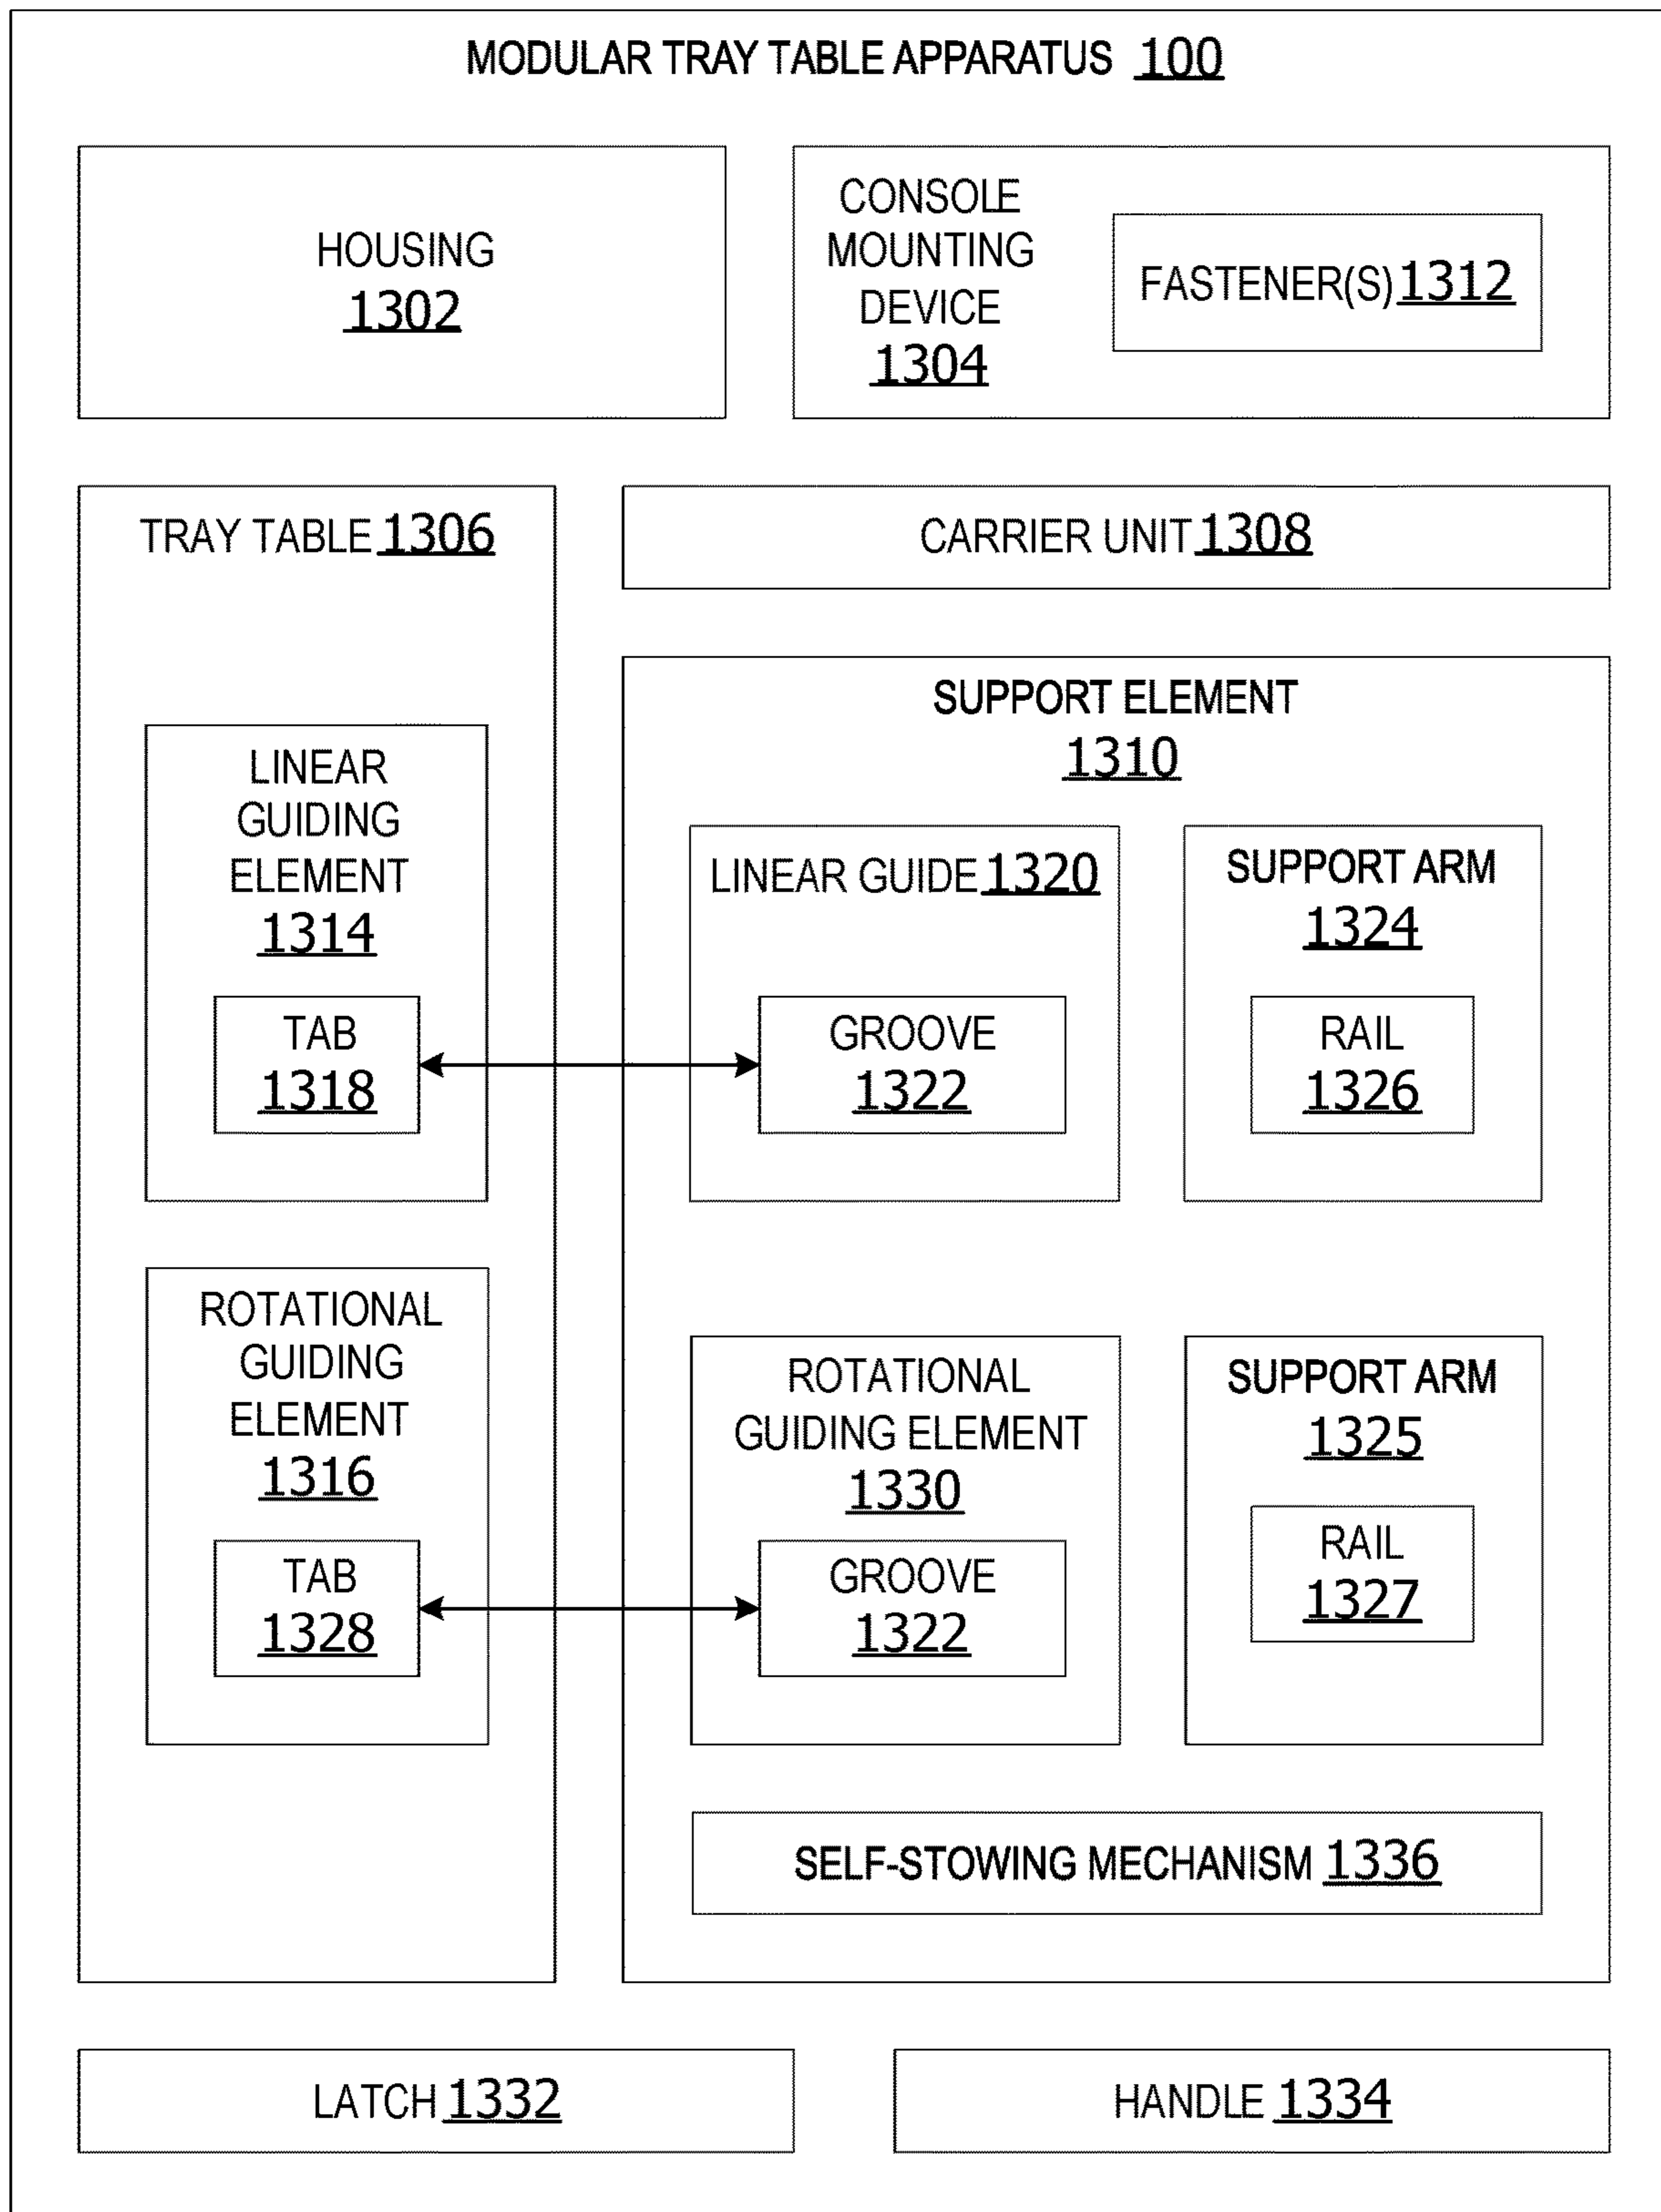 MODULAR TRAY TABLE APPARATUS 100
HOUSING
1302
CONSOLE
MOUNTING
DEVICE
1304
FASTENER(S) 1312
TRAY TABLE 1306
CARRIER UNIT 1308
LINEAR
GUIDING
ELEMENT
1314
TAB
1318
ROTATIONAL
GUIDING
ELEMENT
1316
TAB
1328
SUPPORT ELEMENT
1310
LINEAR GUIDE 1320
GROOVE
1322
SUPPORT ARM
1324
RAIL
1326
ROTATIONAL
GUIDING ELEMENT
1330
GROOVE
1322
SUPPORT ARM
1325
RAIL
1327
SELF-STOWING MECHANISM 1336
LATCH 1332
HANDLE 1334